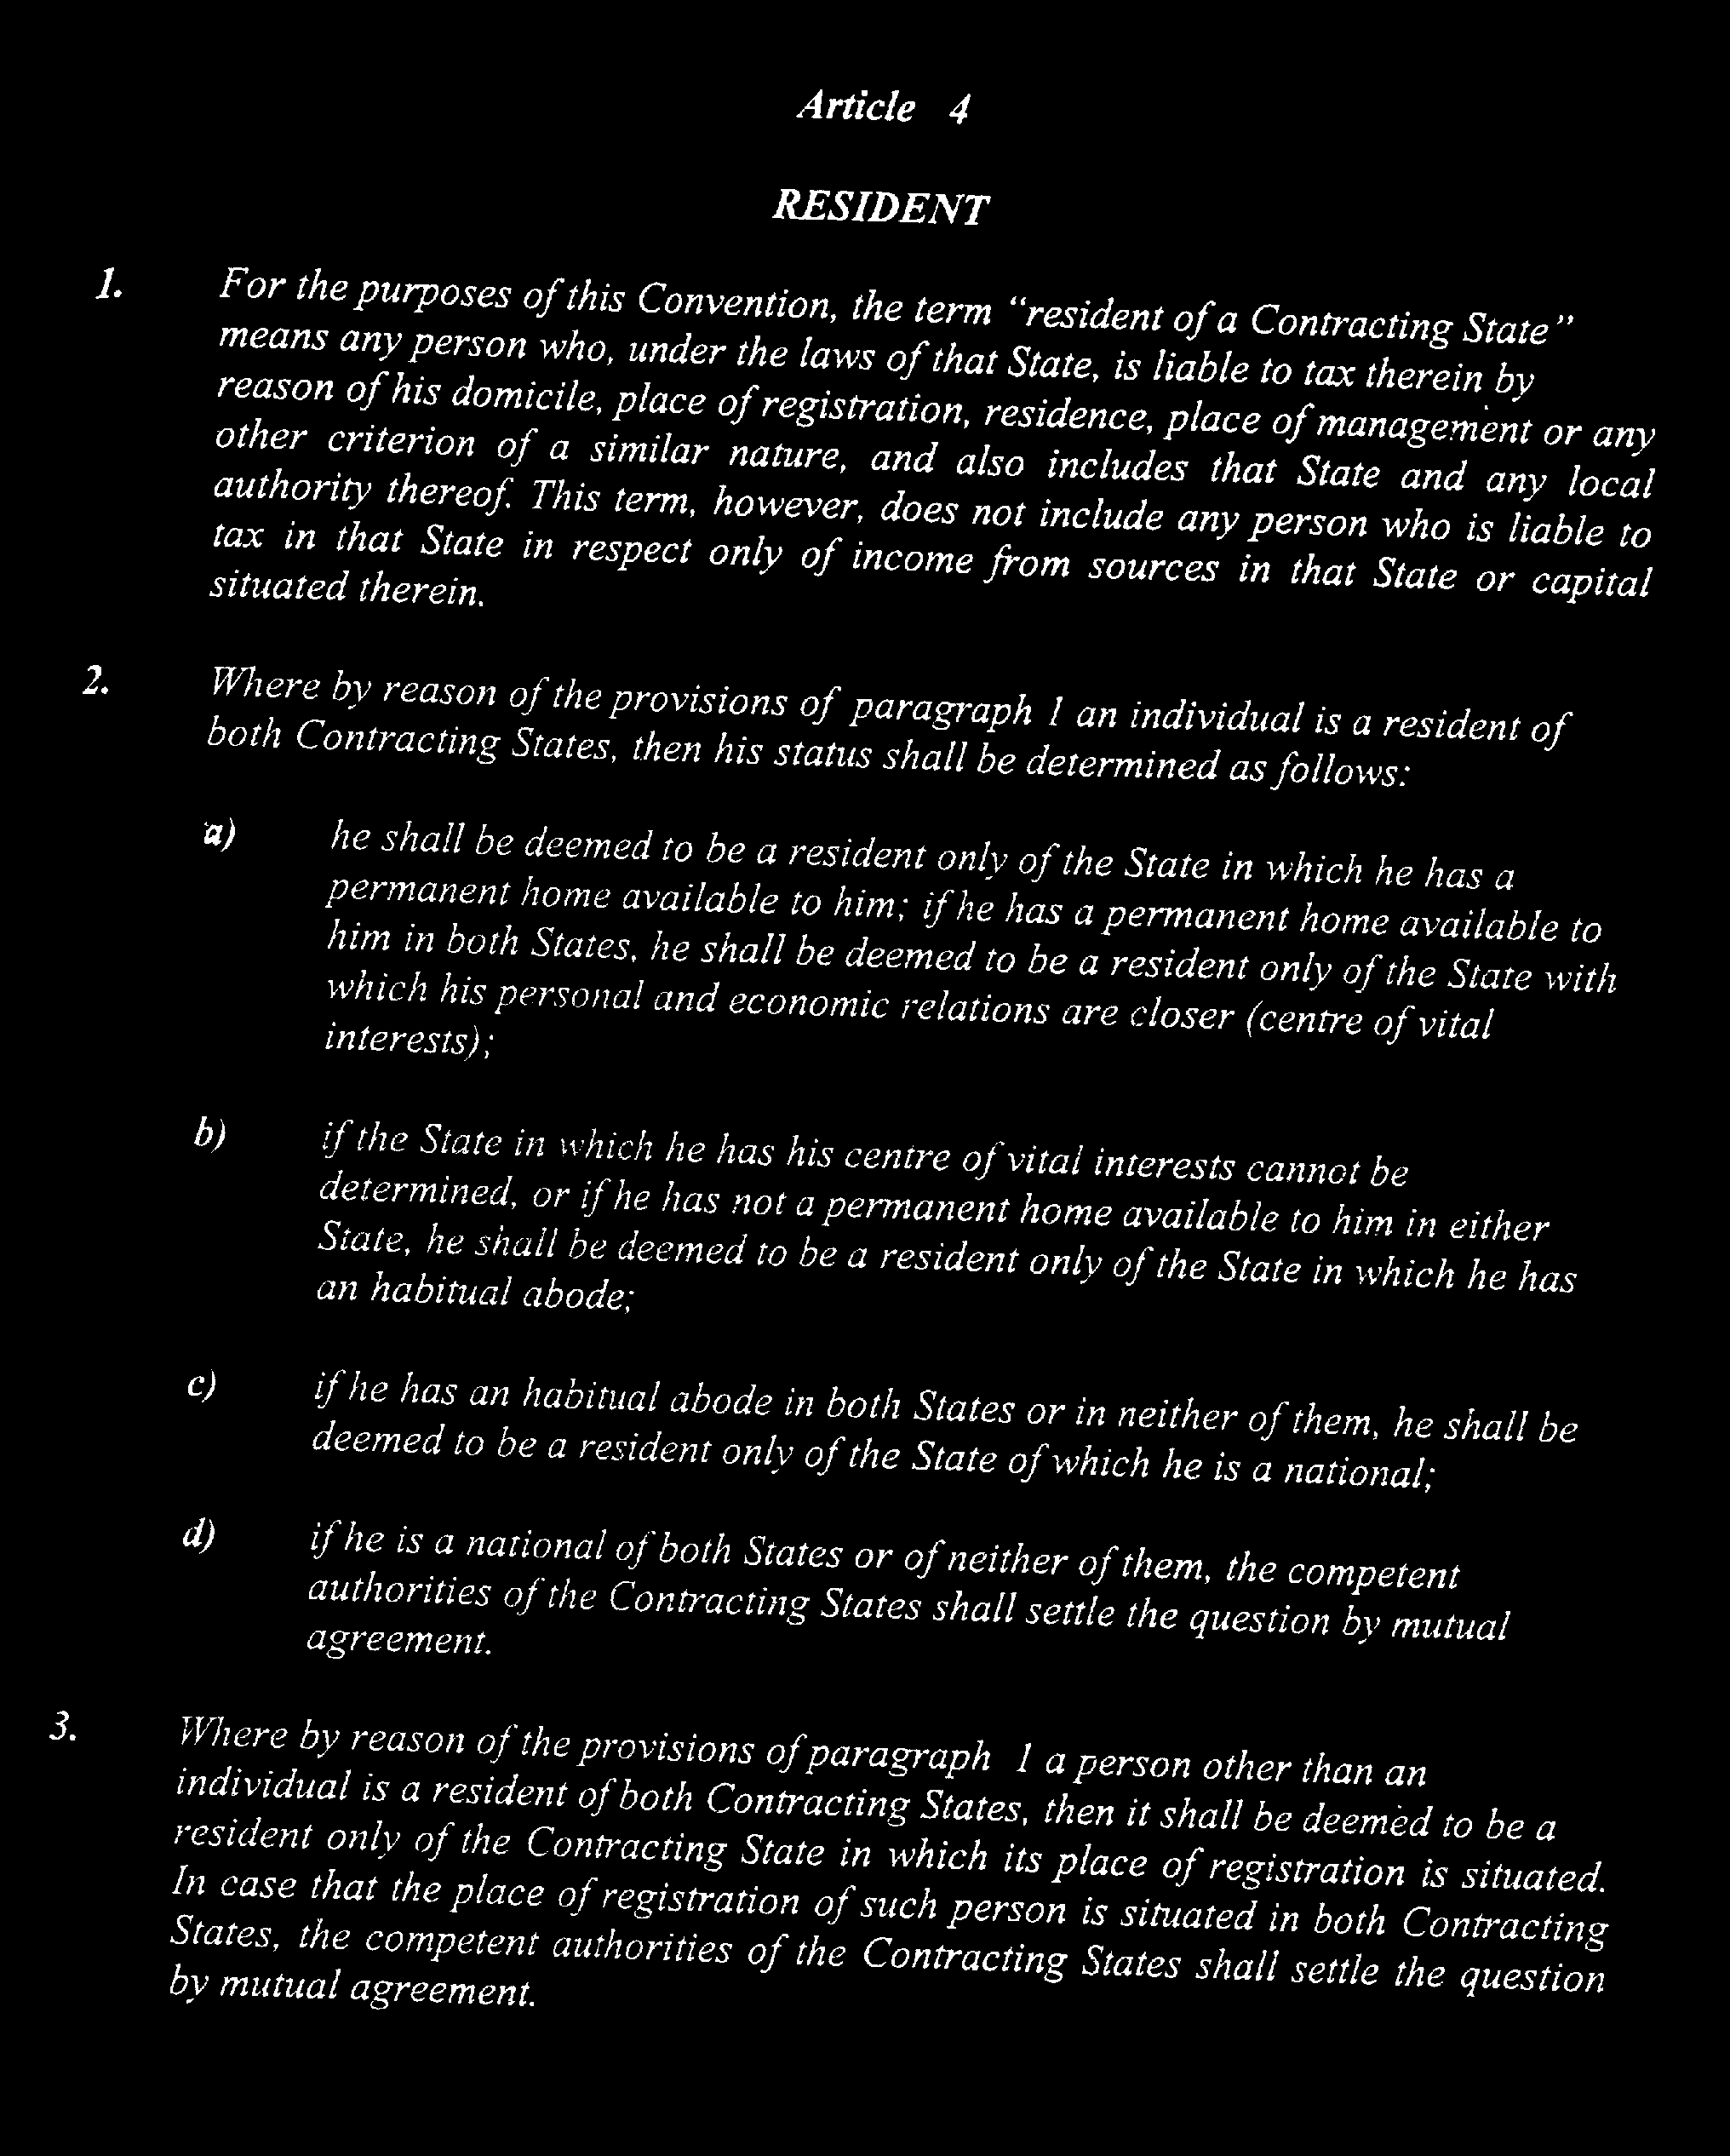 Article 4
RESIDENT
1. For the purposes of this Convention, the term “resident of a Contracting State”
means any person who, under the laws of that State, is liable to tax therein by
reason of his domicile, place of registration, residence, place of management or any
other criterion of a similar nature, and also includes that State and any local
authority thereof. This term, however, does not include any person who is liable to
tax in that State in respect only of income from sources in that State or capital
situated therein.
2. Where by reason of the provisions of paragraph 1 an individual is a resident of
both Contracting States, then his status shall be determined as follows:
a) he shall be deemed to be a resident only of the State in which he has a
permanent home available to him; if he has a permanent home available to
him in both States, he shall be deemed to be a resident only of the State with
which his personal and economic relations are closer (centre of vital
interests);
b) if the State in which he has his centre of vital interests cannot be
determined, or if he has not a permanent home available to him in either
State, he shall be deemed to be a resident only of the State in which he has
an habitual abode;
c) if he has an habitual abode in both States or in neither of them, he shall be
deemed to be a resident only of the State of which he is a national;
d) if he is a national of both States or of neither of them, the competent
authorities of the Contracting States shall settle the question by mutual
agreement.
3. Where by reason of the provisions of paragraph 1 a person other than an
individual is a resident of both Contracting States, then it shall be deemed to be a
resident only of the Contracting State in which its place of registration is situated.
In case that the place of registration of such person is situated in both Contracting
States, the competent authorities of the Contracting States shall settle the question
by mutual agreement.